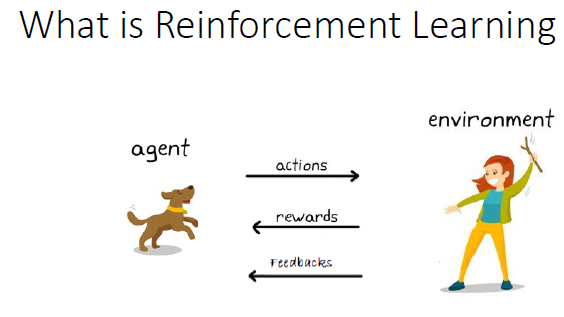 What is Reinforcement Learning
environment
agent
actions
rewards
Feedbacks